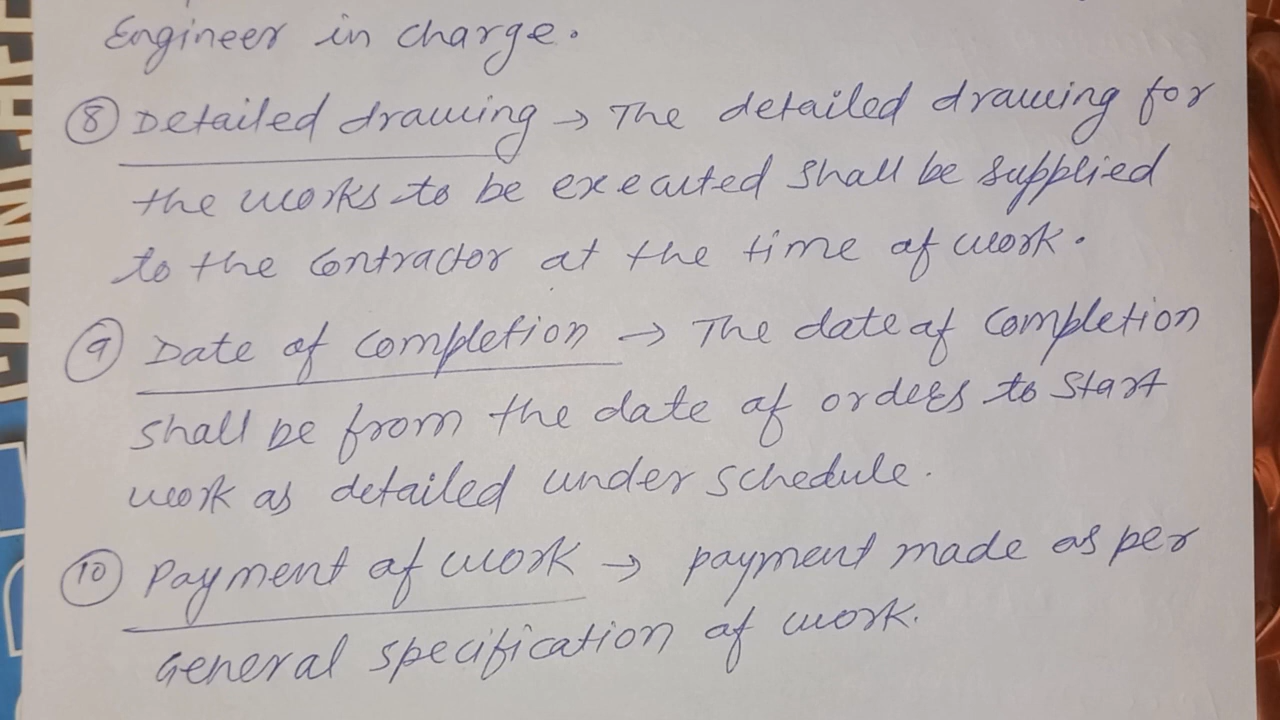 Engineer in charge.
⑧ Detailed drawing → The detailed drawing for
the works to be executed shall be supplied
to the contractor at the time of work.
⑨ Date of completion → The date of completion
shall be from the date of orders to start
work as detailed under schedule.
⑩ Payment of work → payment made as per
General specification of work.